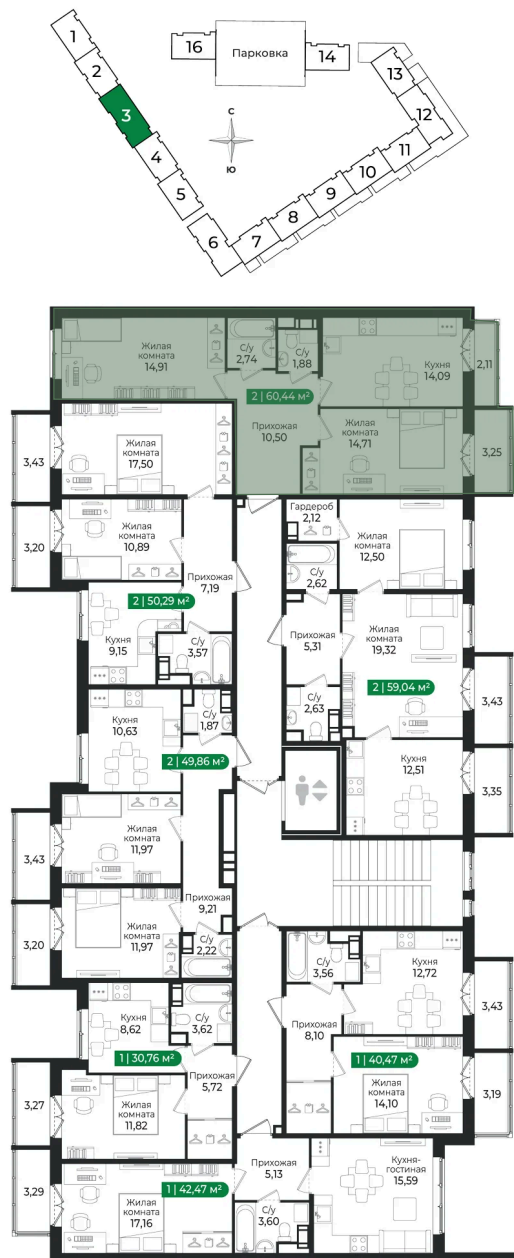 1
2
3
4
5
6
7
8
9
10
11
12
13
14
16
Парковка
С
Ю
Жилая
комната
14,91
С/у
2,74
С/у
1,88
Кухня
14,09
2,11
2 | 60,44 м²
Прихожая
10,50
Жилая
комната
14,71
3,25
3,43
Жилая
комната
17,50
3,20
Жилая
комната
10,89
Прихожая
7,19
Гардероб
2,12
Жилая
комната
12,50
С/у
2,62
2 | 50,29 м²
Кухня
9,15
С/у
3,57
Прихожая
5,31
Жилая
комната
19,32
2 | 59,04 м²
3,43
С/у
2,63
Кухня
10,63
С/у
1,87
2 | 49,86 м²
Кухня
12,51
3,35
3,43
Жилая
комната
11,97
3,20
Жилая
комната
11,97
Прихожая
9,21
С/у
2,22
С/у
3,56
Кухня
12,72
3,43
Кухня
8,62
С/у
3,62
Прихожая
8,10
1 | 30,76 м²
1 | 40,47 м²
Прихожая
5,72
Жилая
комната
14,10
3,19
3,27
Жилая
комната
11,82
3,29
Жилая
комната
17,16
1 | 42,47 м²
Прихожая
5,13
С/у
3,60
Кухня-
гостиная
15,59